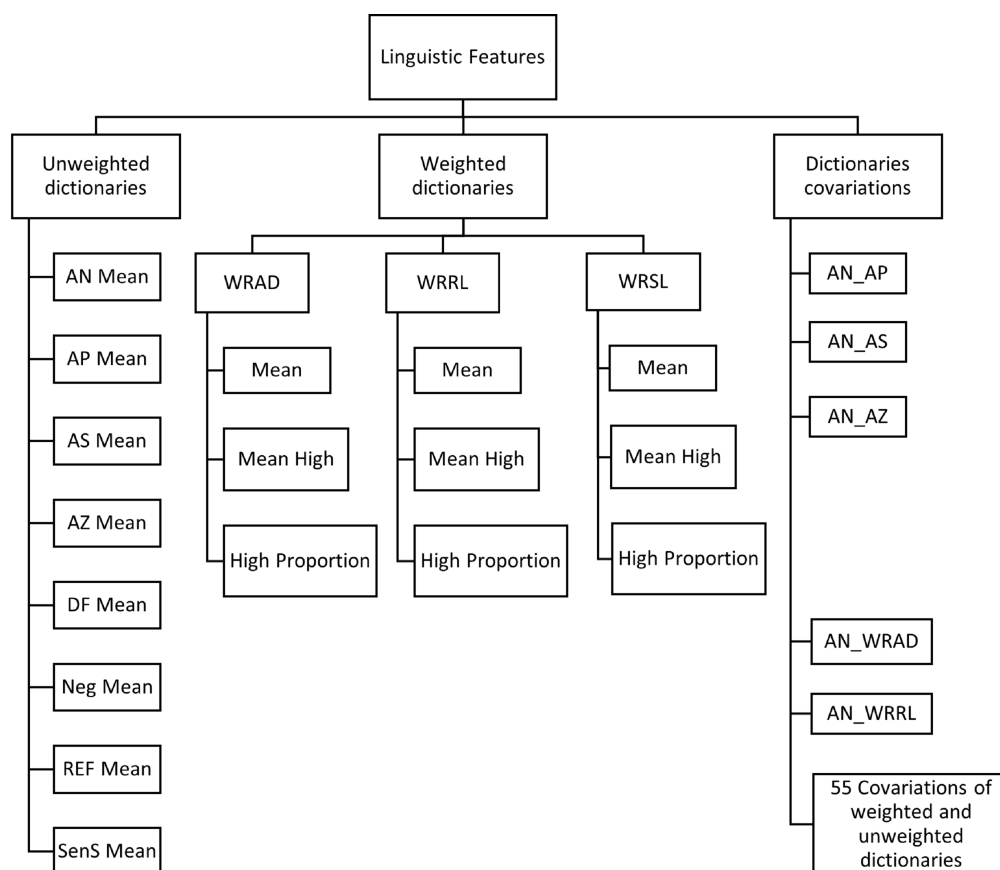 Linguistic Features
Unweighted
dictionaries
AN Mean
AP Mean
AS Mean
AZ Mean
DF Mean
Neg Mean
REF Mean
SenS Mean
Weighted
dictionaries
WRAD
Mean
Mean High
High Proportion
WRRL
Mean
Mean High
High Proportion
WRSL
Mean
Mean High
High Proportion
Dictionaries
covariations
AN_AP
AN_AS
AN_AZ
AN_WRAD
AN_WRRL
55 Covariations of
weighted and
unweighted
dictionaries